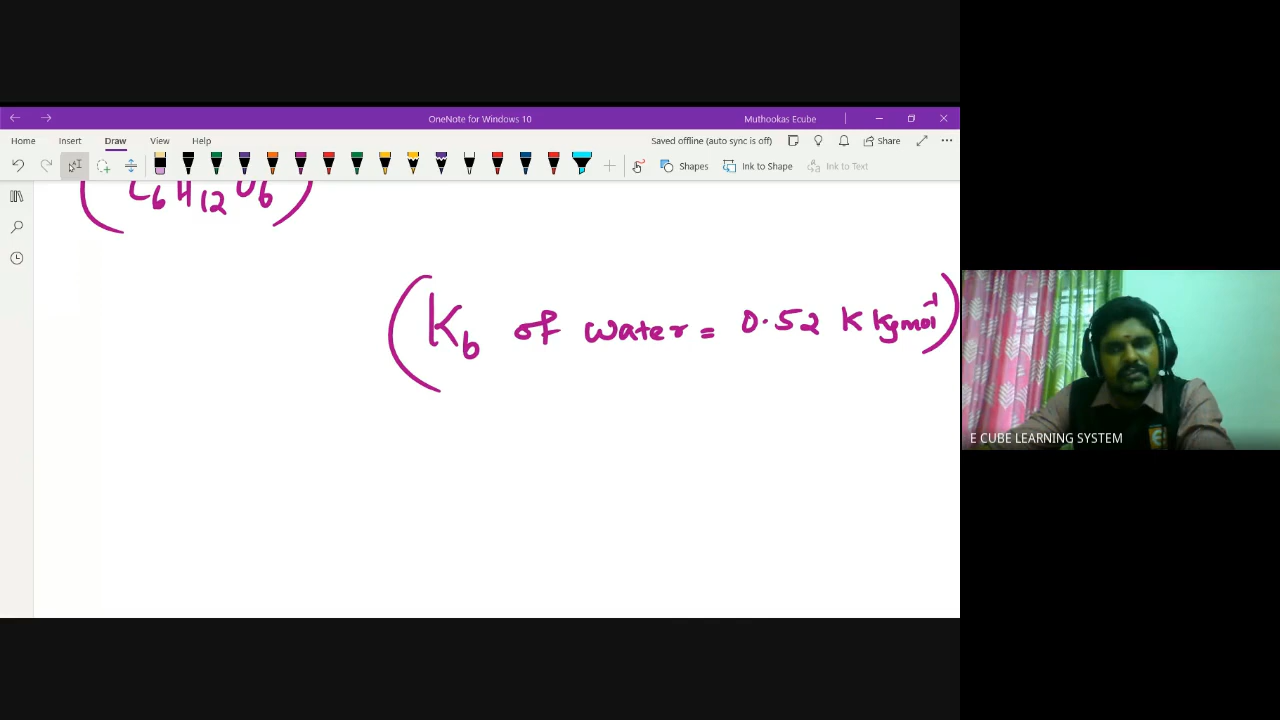 OneNote for Windows 10
Muthookas Ecube
Home Insert Draw View Help
Saved offline (auto sync is off)
Share
Shapes
Ink to Shape
Ink to Text
(C6H12O6)
(Kb of water = 0.52 K Kg mol⁻¹)
E CUBE LEARNING SYSTEM